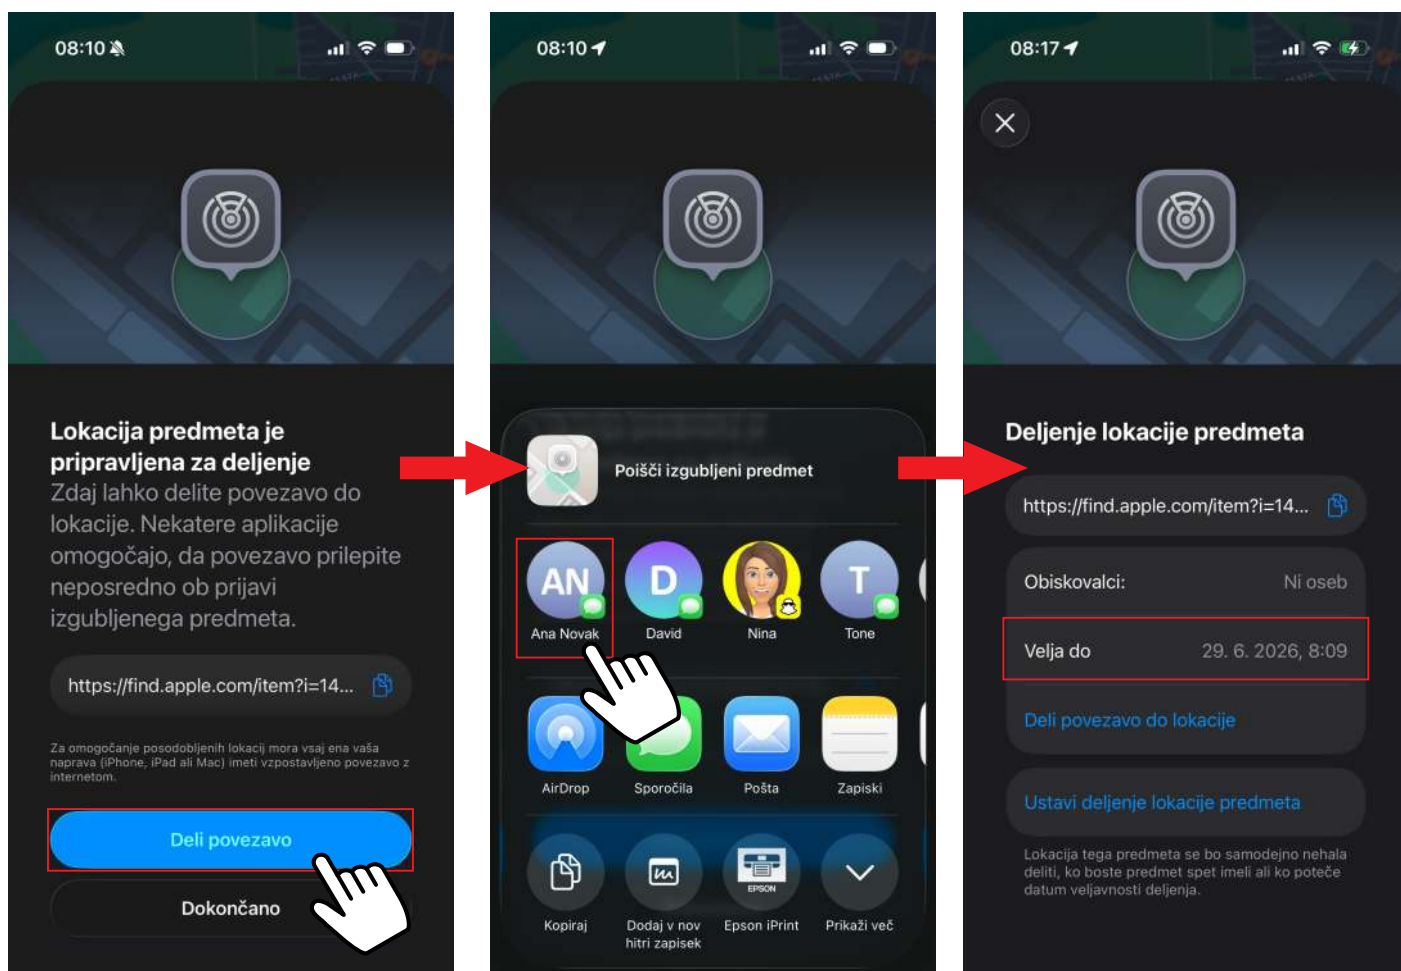 08:10
Lokacija predmeta je
pripravljena za deljenje
Zdaj lahko delite povezavo do
lokacije. Nekatere aplikacije
omogočajo, da povezavo prilepite
neposredno ob prijavi
izgubljenega predmeta.
https://find.apple.com/item?i=14...
Za omogočanje posodobljenih lokacij mora vsaj ena vaša
naprava (iPhone, iPad ali Mac) imeti vzpostavljeno povezavo z
internetom.
Deli povezavo
Dokončano
08:10
Poišči izgubljeni predmet
AN
D
T
Ana Novak
David
Nina
Tone
AirDrop
Sporočila
Pošta
Zapiski
EPSON
Kopiraj
Dodaj v nov
hitri zapisek
Epson iPrint
Prikaži več
08:17
Deljenje lokacije predmeta
https://find.apple.com/item?i=14...
Obiskovalci:
Ni oseb
Velja do
29. 6. 2026, 8:09
Deli povezavo do lokacije
Ustavi deljenje lokacije predmeta
Lokacija tega predmeta se bo samodejno nehala
deliti, ko boste predmet spet imeli ali ko poteče
datum veljavnosti deljenja.